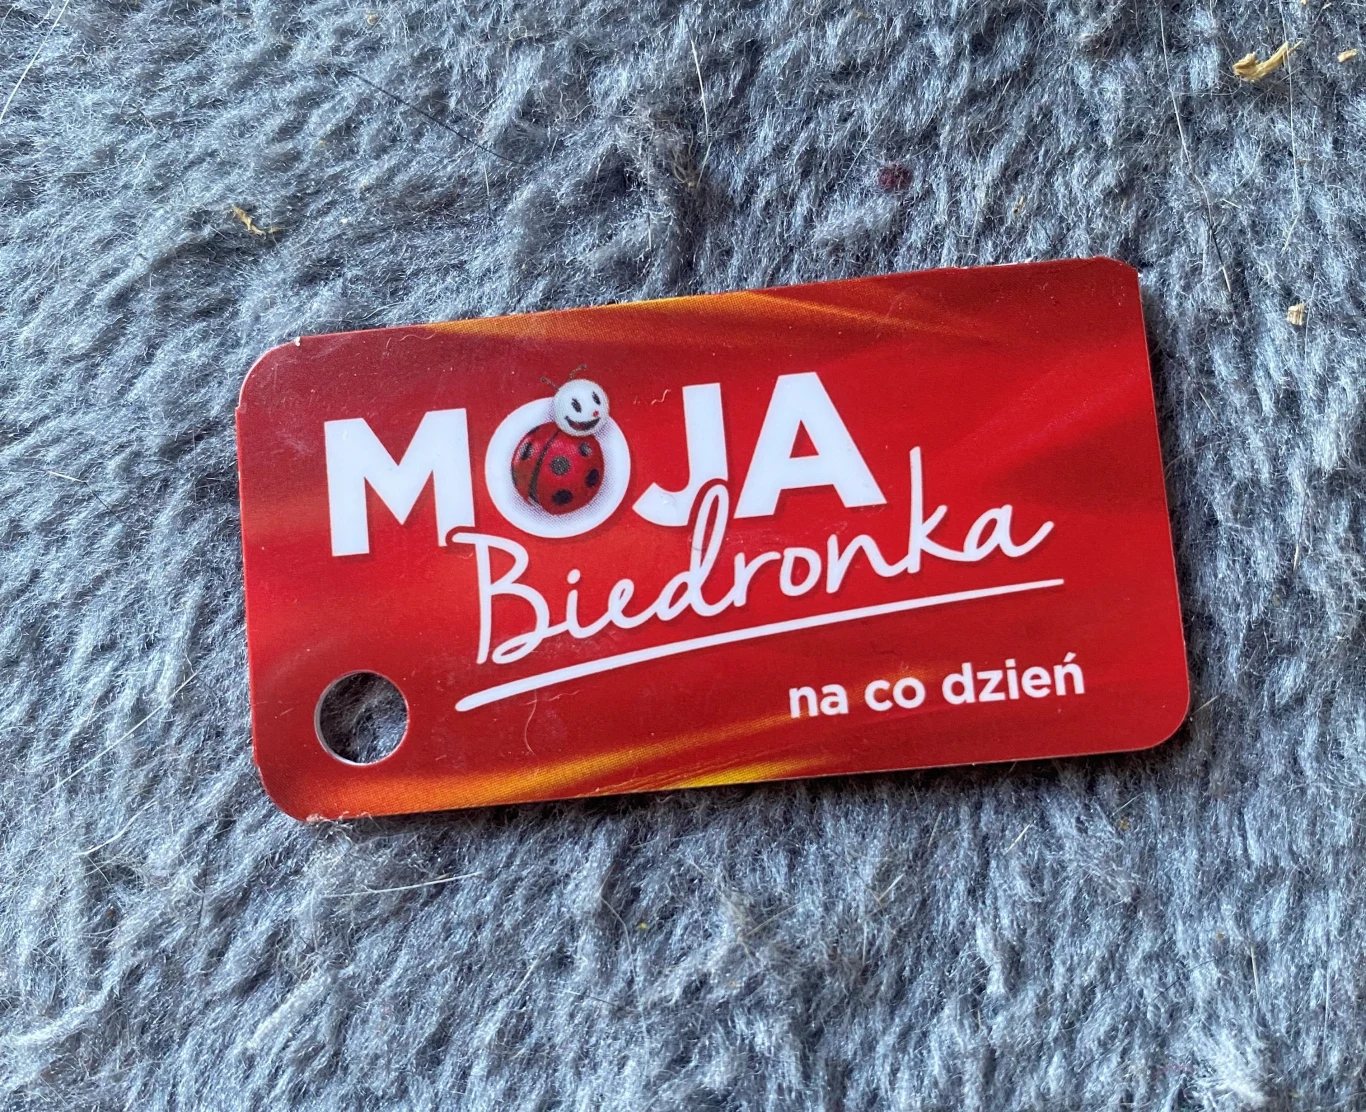 MOJA
Biedronka
na co dzień